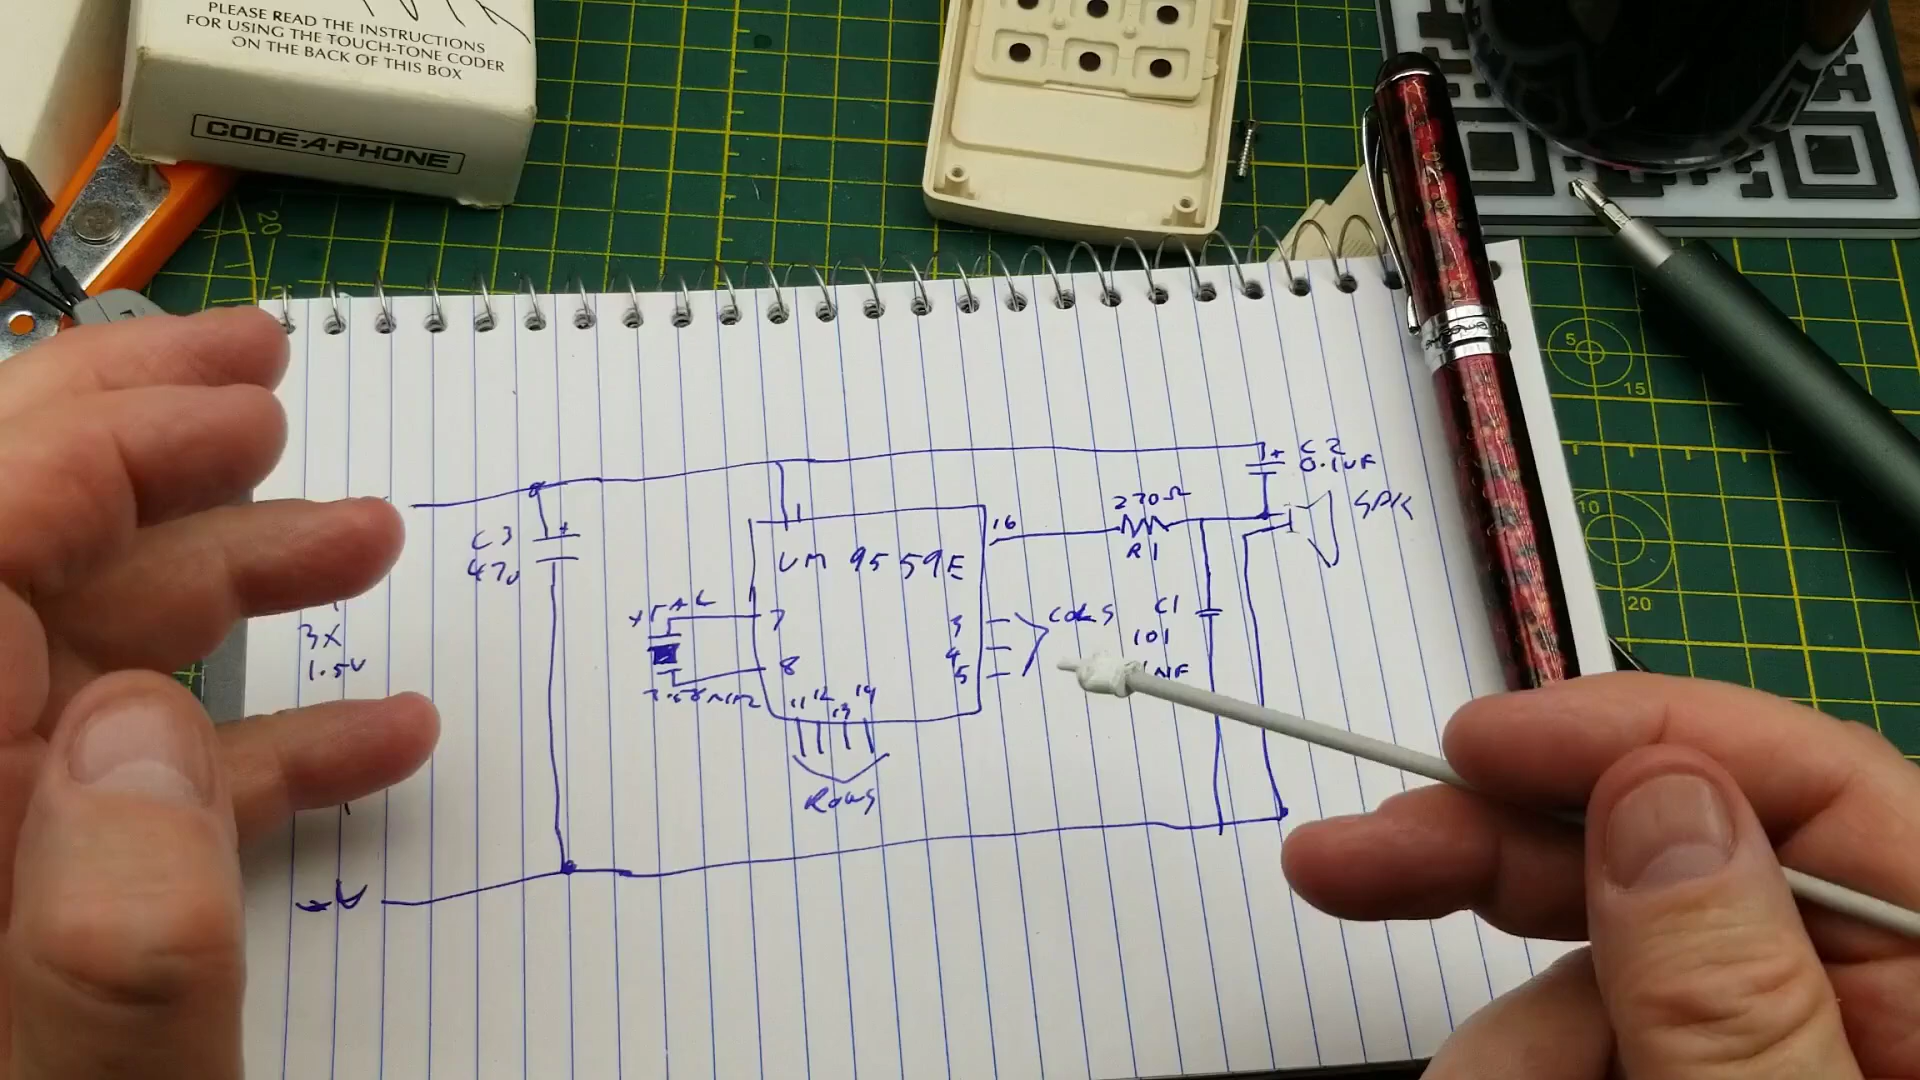 PLEASE READ THE INSTRUCTIONS
FOR USING THE TOUCH-TONE CODER
ON THE BACK OF THIS BOX
CODE-A-PHONE
20
5
15
10
20
C2
0.1uF
+
270Ω
R1
SPK
16
C3
47u
+
1
UM 9559E
XTAL
7
8
3
4
5
COLS
C1
101
NF
3X
1.5V
11 12 13 14
ROWS
-V